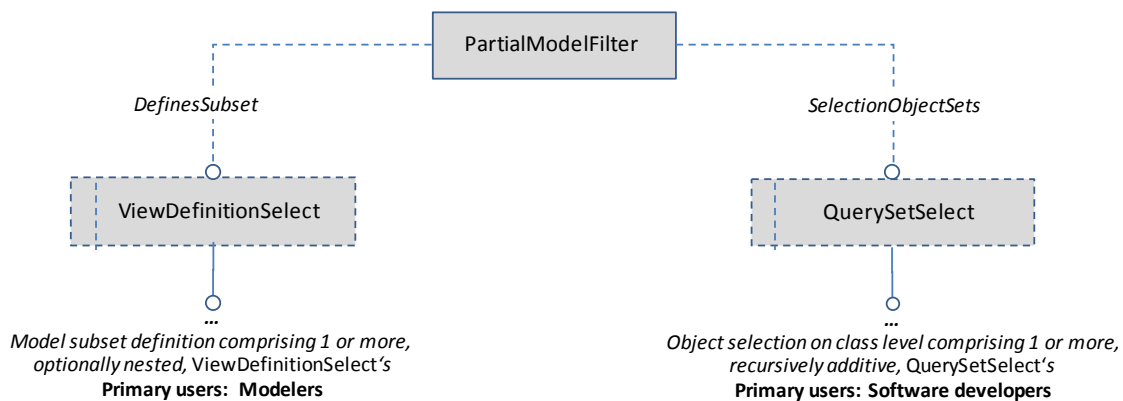 PartialModelFilter
DefinesSubset
SelectionObjectSets
ViewDefinitionSelect
QuerySetSelect
...
Model subset definition comprising 1 or more,
optionally nested, ViewDefinitionSelect‘s
Primary users: Modelers
...
Object selection on class level comprising 1 or more,
recursively additive, QuerySetSelect‘s
Primary users: Software developers